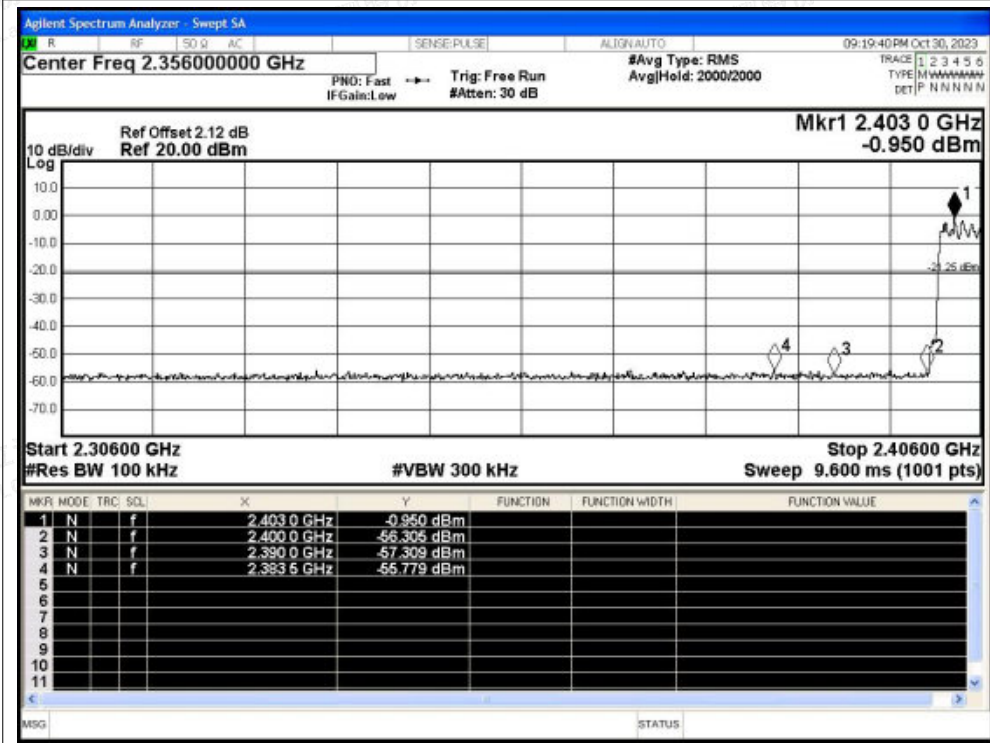 Agilent Spectrum Analyzer - Swept SA
R RF 50 Ω AC SENSE:PULSE ALIGN AUTO 09:19:40 PM Oct 30, 2023
Center Freq 2.356000000 GHz
PNO: Fast
IFGain:Low
Trig: Free Run
#Atten: 30 dB
#Avg Type: RMS
Avg|Hold: 2000/2000
TRACE 1 2 3 4 5 6
TYPE M
DET P N N N N N
Ref Offset 2.12 dB
10 dB/div Ref 20.00 dBm
Log
Mkr1 2.403 0 GHz
-0.950 dBm
10.0
0.00
-10.0
-20.0
-30.0
-40.0
-50.0
-60.0
-70.0
1
-21.25 dBm
4
3
2
Start 2.30600 GHz
#Res BW 100 kHz
#VBW 300 kHz
Stop 2.40600 GHz
Sweep 9.600 ms (1001 pts)
MKR MODE TRC SCL X Y FUNCTION FUNCTION WIDTH FUNCTION VALUE
1 N f 2.403 0 GHz -0.950 dBm
2 N f 2.400 0 GHz -56.305 dBm
3 N f 2.390 0 GHz -57.309 dBm
4 N f 2.383 5 GHz -55.779 dBm
5
6
7
8
9
10
11
MSG STATUS